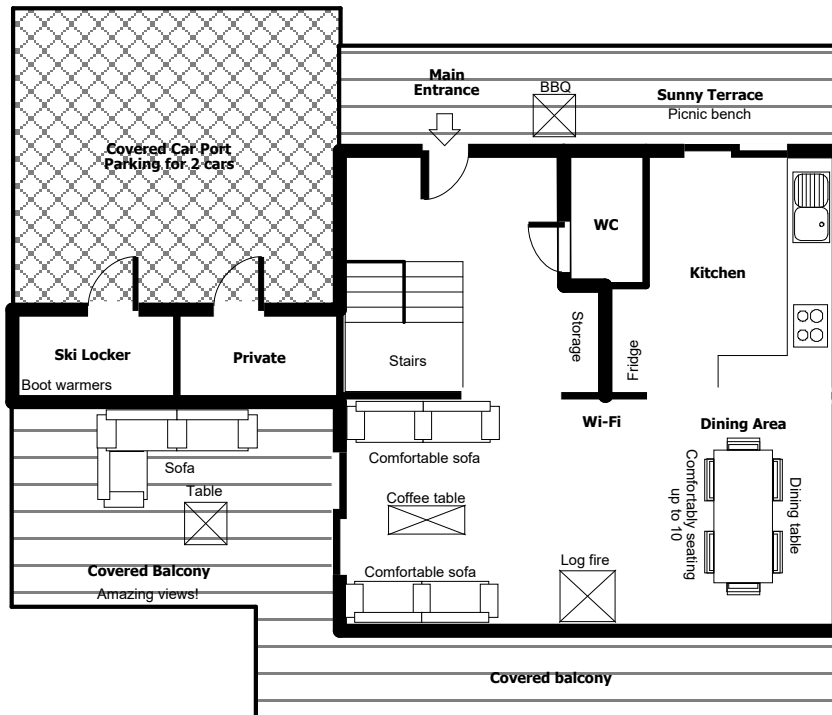 Main
Entrance
BBQ
Sunny Terrace
Picnic bench
Covered Car Port
Parking for 2 cars
WC
Kitchen
Ski Locker
Boot warmers
Private
Stairs
Storage
Fridge
Wi-Fi
Dining Area
Sofa
Table
Comfortable sofa
Coffee table
Comfortably seating
up to 10
Dining table
Covered Balcony
Amazing views!
Comfortable sofa
Log fire
Covered balcony